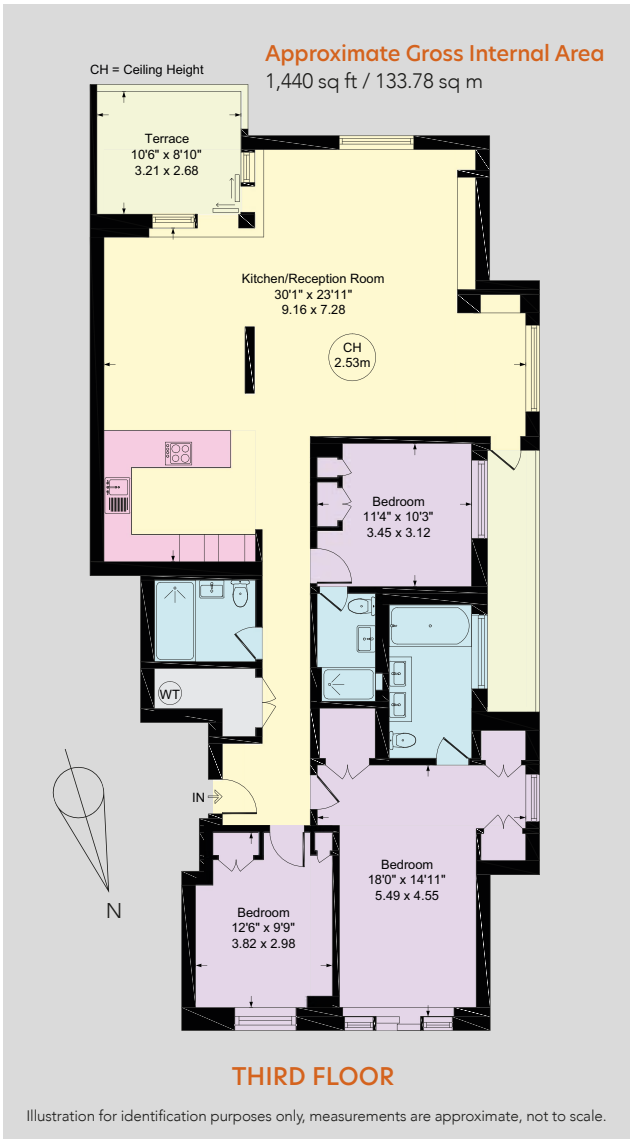 Approximate Gross Internal Area
1,440 sq ft / 133.78 sq m
CH = Ceiling Height
Terrace
10'6" x 8'10"
3.21 x 2.68
Kitchen/Reception Room
30'1" x 23'11"
9.16 x 7.28
CH
2.53m
Bedroom
11'4" x 10'3"
3.45 x 3.12
WT
IN
Bedroom
18'0" x 14'11"
5.49 x 4.55
N
Bedroom
12'6" x 9'9"
3.82 x 2.98
THIRD FLOOR
Illustration for identification purposes only, measurements are approximate, not to scale.